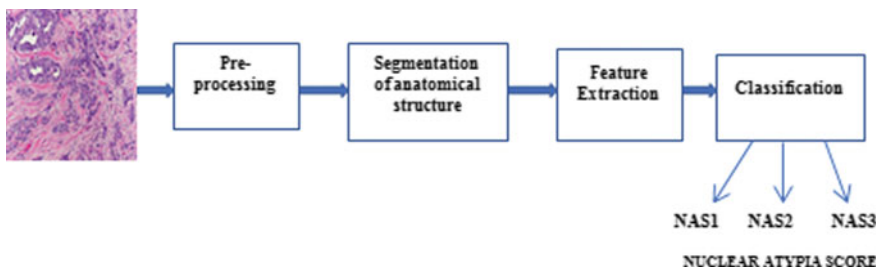 Pre-
processing
Segmentation
of anatomical
structure
Feature
Extraction
Classification
NAS1 NAS2 NAS3
NUCLEAR ATYPIA SCORE